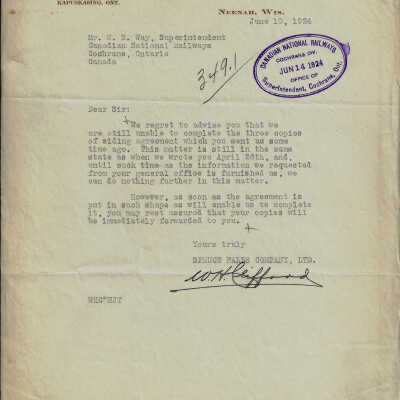 KAPUSKASING, ONT.
NEENAH, WIS.
June 10, 1924
Mr. W. B. Way, Superintendent
Canadian National Railways
Cochrane, Ontario
Canada
349.1
CANADIAN NATIONAL RAILWAYS
COCHRANE DIV.
JUN 14 1924
OFFICE OF
Superintendent, Cochrane, Ont.
Dear Sir:
We regret to advise you that we
are still unable to complete the three copies
of siding agreement which you sent us some
time ago. This matter is still in the same
state as when we wrote you April 28th, and,
until such time as the information we requested
from your general office is furnished us, we
can do nothing further in this matter.
However, as soon as the agreement is
put in such shape as will enable us to complete
it, you may rest assured that your copies will
be immediately forwarded to you.
Yours truly
SPRUCE FALLS COMPANY, LTD.
W.H. Clifford
WHC*HJT